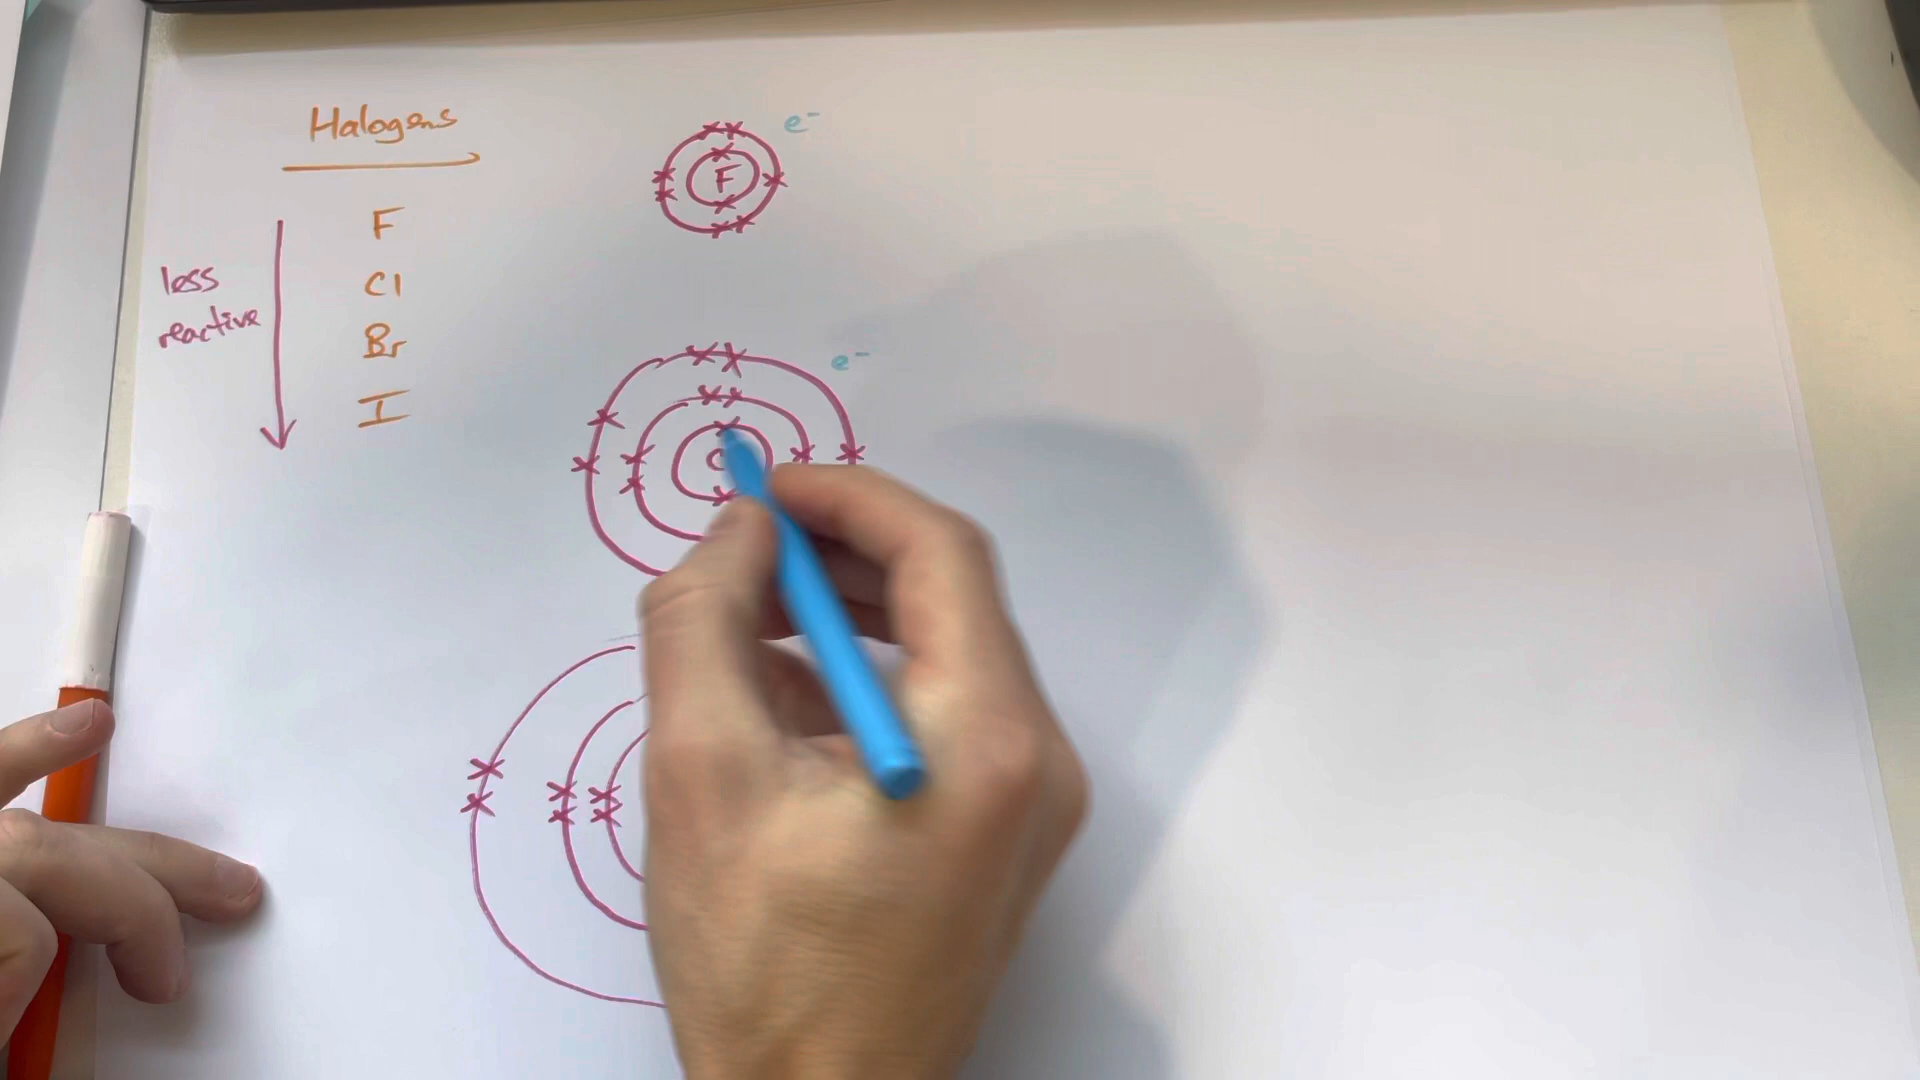 Halogens
F
Cl
Br
I
less
reactive
F
e⁻
e⁻
C